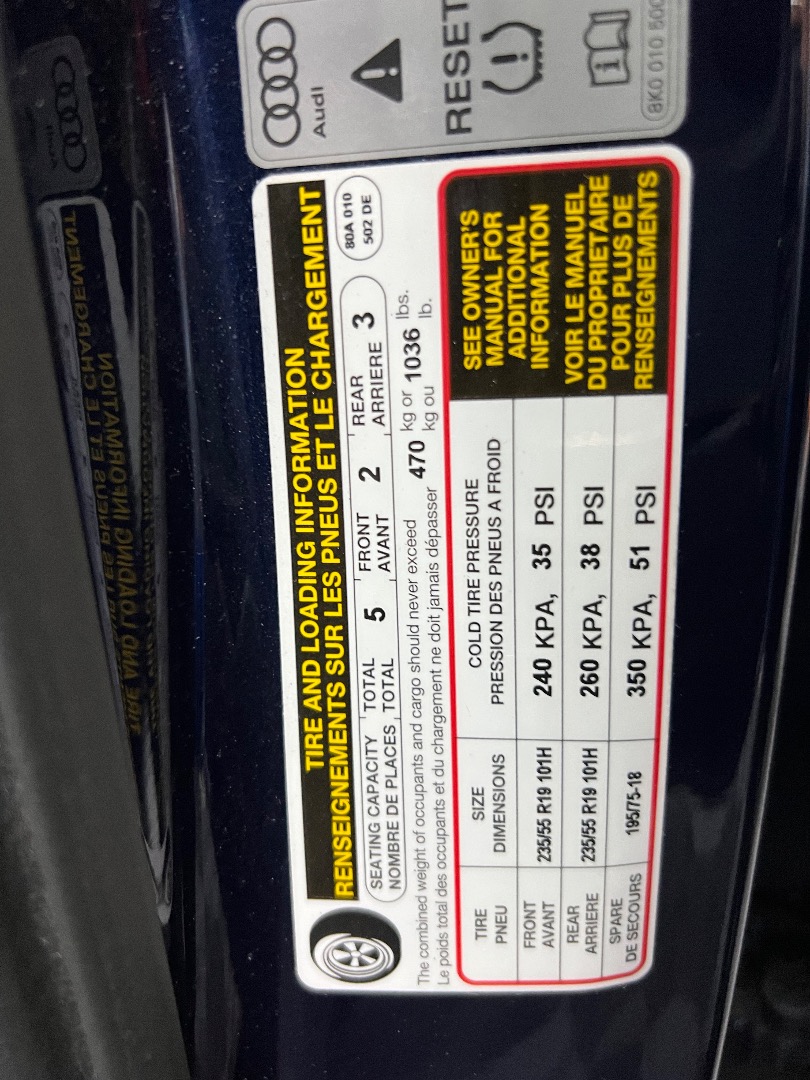 TIRE AND LOADING INFORMATION
RENSEIGNEMENTS SUR LES PNEUS ET LE CHARGEMENT
SEATING CAPACITY TOTAL 5 FRONT 2 REAR 3
NOMBRE DE PLACES TOTAL AVANT ARRIERE
80A 010
502 DE
The combined weight of occupants and cargo should never exceed 470 kg or 1036 lbs.
Le poids total des occupants et du chargement ne doit jamais dépasser kg ou lb.
TIRE SIZE COLD TIRE PRESSURE
PNEU DIMENSIONS PRESSION DES PNEUS A FROID
FRONT
AVANT 235/55 R19 101H 240 KPA, 35 PSI
REAR
ARRIERE 235/55 R19 101H 260 KPA, 38 PSI
SPARE
DE SECOURS 195/75-18 350 KPA, 51 PSI
SEE OWNER'S
MANUAL FOR
ADDITIONAL
INFORMATION
VOIR LE MANUEL
DU PROPRIETAIRE
POUR PLUS DE
RENSEIGNEMENTS
Audi
RESET
8K0 010 500